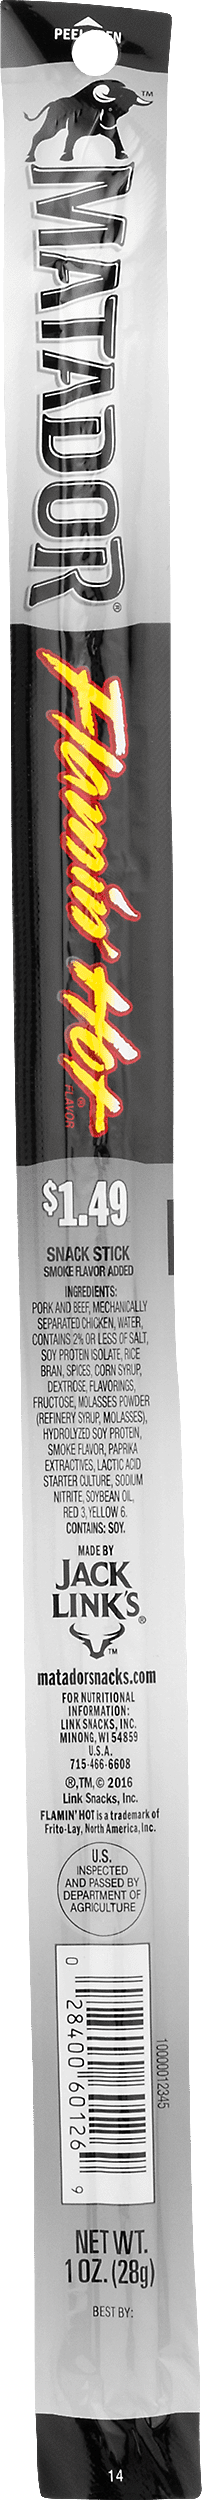 MATADOR®
TM
Flamin' Hot®
FLAVOR
$1.49
SNACK STICK
SMOKE FLAVOR ADDED
INGREDIENTS:
PORK AND BEEF, MECHANICALLY
SEPARATED CHICKEN, WATER,
CONTAINS 2% OR LESS OF SALT,
SOY PROTEIN ISOLATE, RICE
BRAN, SPICES, CORN SYRUP,
DEXTROSE, FLAVORINGS,
FRUCTOSE, MOLASSES POWDER
(REFINERY SYRUP, MOLASSES),
HYDROLYZED SOY PROTEIN,
SMOKE FLAVOR, PAPRIKA
EXTRACTIVES, LACTIC ACID
STARTER CULTURE, SODIUM
NITRITE, SOYBEAN OIL,
RED 3, YELLOW 6.
CONTAINS: SOY.
MADE BY
JACK
LINK'S®
TM
matadorsnacks.com
FOR NUTRITIONAL
INFORMATION:
LINK SNACKS, INC.
MINONG, WI 54859
U.S.A.
715-466-6608
®,TM,© 2016
Link Snacks, Inc.
FLAMIN' HOT is a trademark of
Frito-Lay, North America, Inc.
U.S.
INSPECTED
AND PASSED BY
DEPARTMENT OF
AGRICULTURE
0 28400 60126 9
10000012345
NET WT.
1 OZ. (28g)
BEST BY:
14